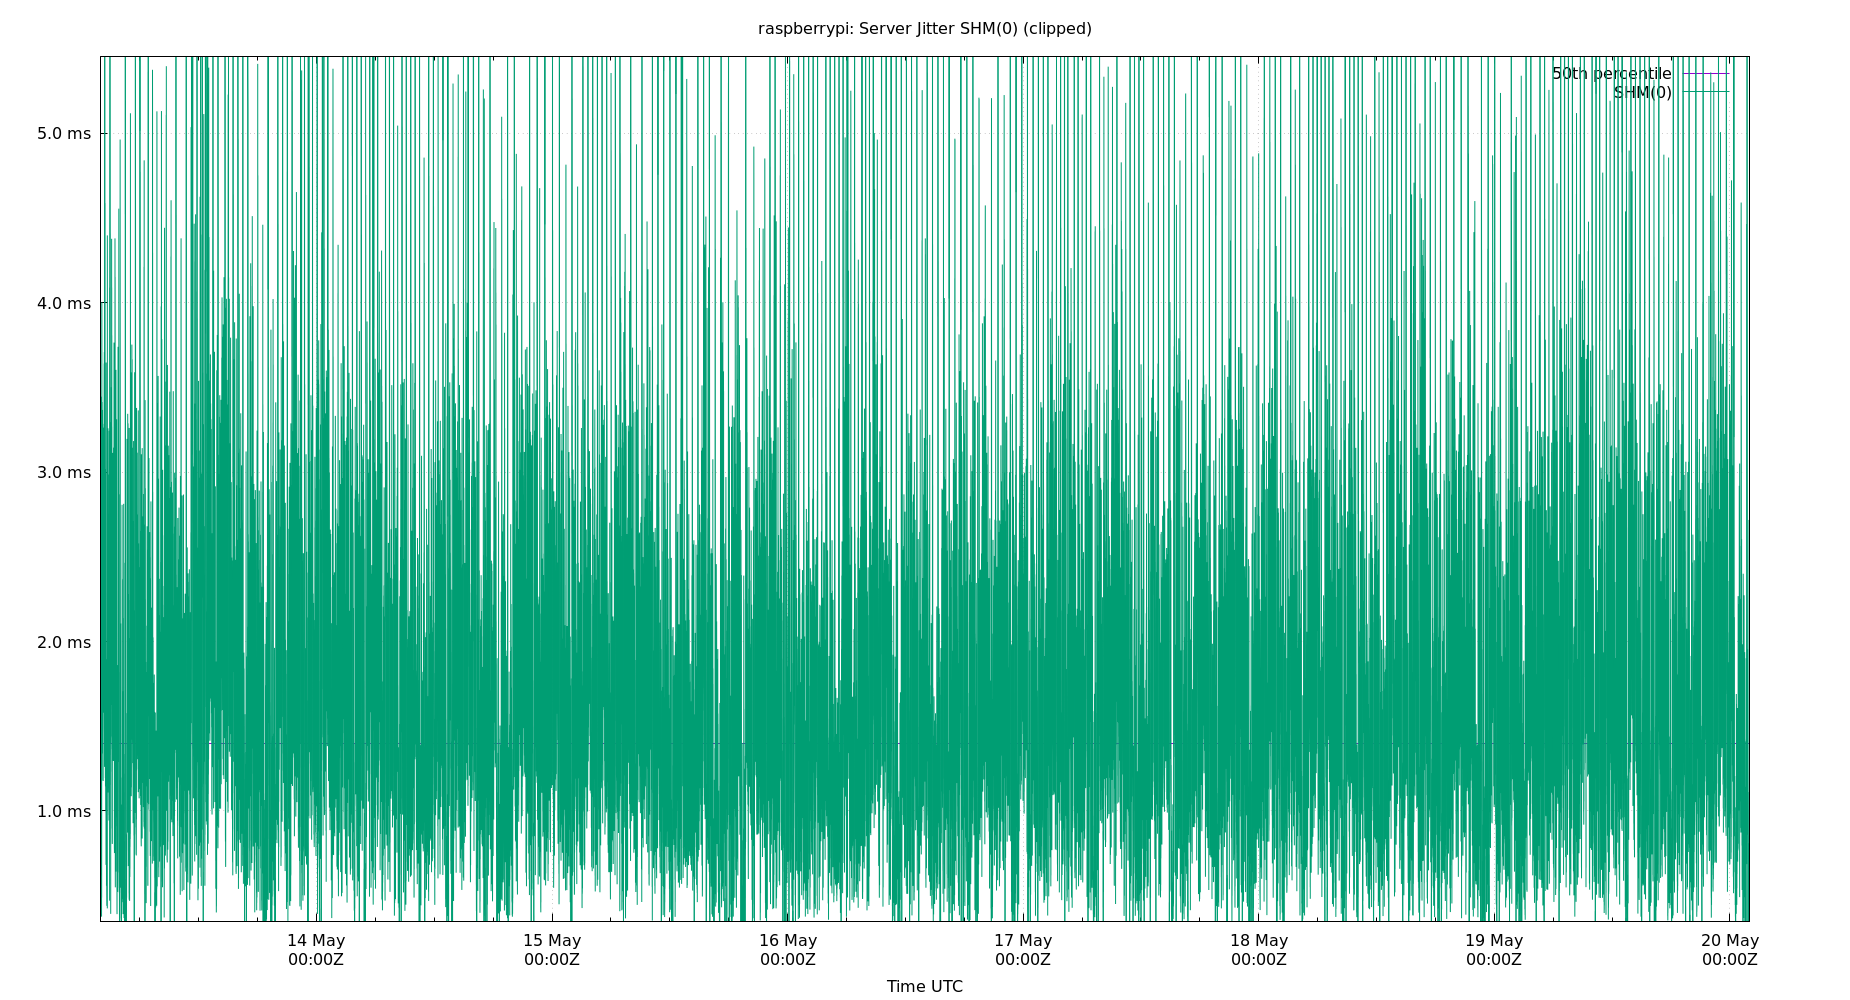 raspberrypi: Server Jitter SHM(0) (clipped)
50th percentile
SHM(0)
5.0 ms
4.0 ms
3.0 ms
2.0 ms
1.0 ms
14 May 15 May 16 May 17 May 18 May 19 May 20 May
00:00Z 00:00Z 00:00Z 00:00Z 00:00Z 00:00Z 00:00Z
Time UTC